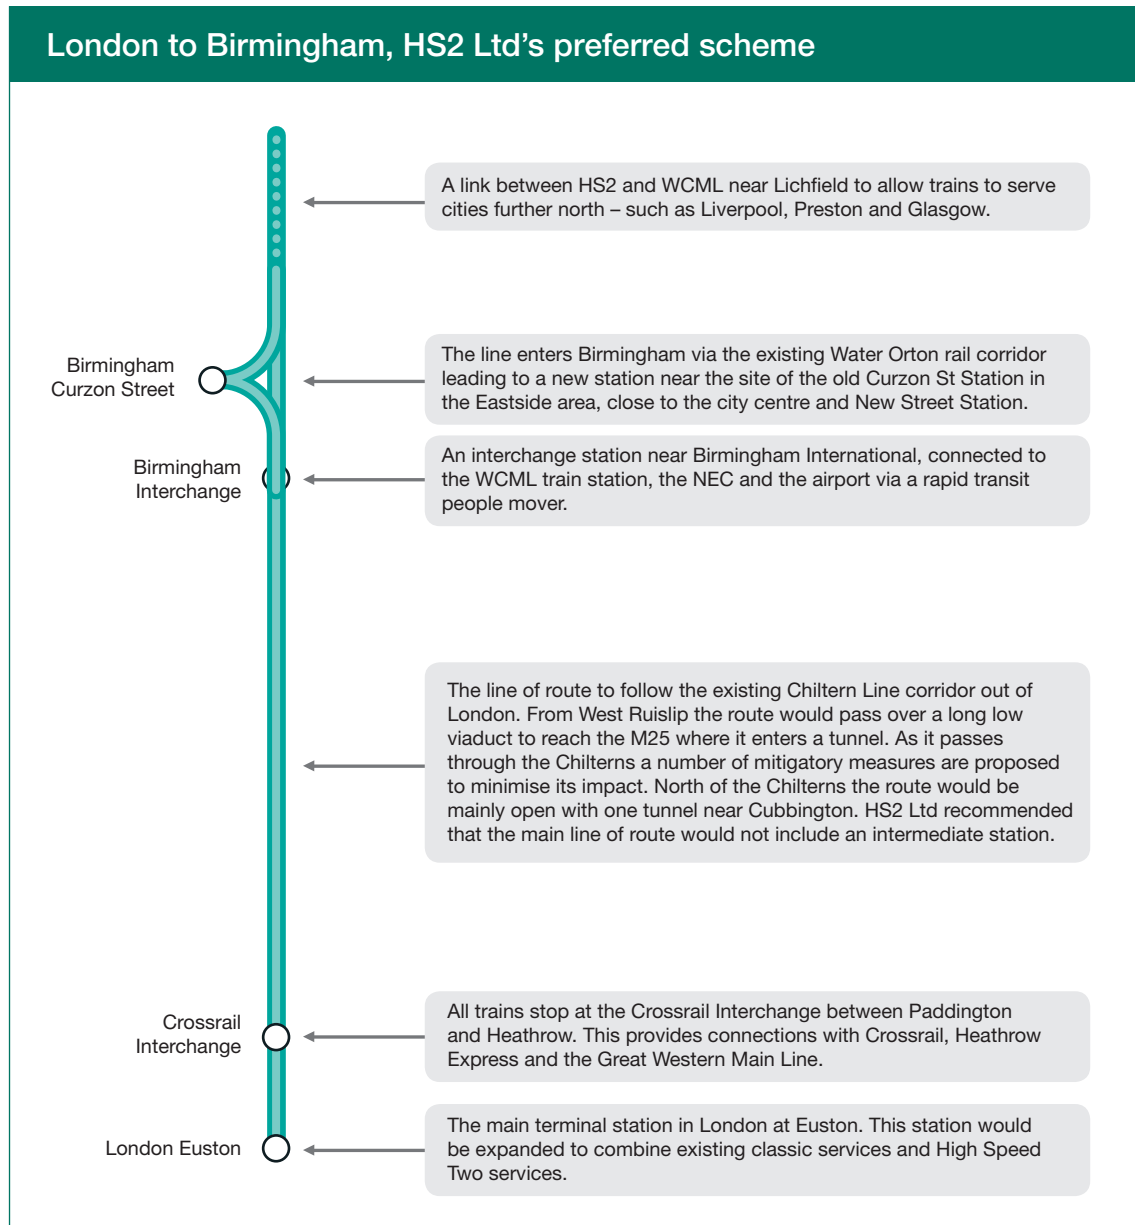 London to Birmingham, HS2 Ltd’s preferred scheme
A link between HS2 and WCML near Lichfield to allow trains to serve
cities further north – such as Liverpool, Preston and Glasgow.
Birmingham
Curzon Street
The line enters Birmingham via the existing Water Orton rail corridor
leading to a new station near the site of the old Curzon St Station in
the Eastside area, close to the city centre and New Street Station.
Birmingham
Interchange
An interchange station near Birmingham International, connected to
the WCML train station, the NEC and the airport via a rapid transit
people mover.
The line of route to follow the existing Chiltern Line corridor out of
London. From West Ruislip the route would pass over a long low
viaduct to reach the M25 where it enters a tunnel. As it passes
through the Chilterns a number of mitigatory measures are proposed
to minimise its impact. North of the Chilterns the route would be
mainly open with one tunnel near Cubbington. HS2 Ltd recommended
that the main line of route would not include an intermediate station.
Crossrail
Interchange
All trains stop at the Crossrail Interchange between Paddington
and Heathrow. This provides connections with Crossrail, Heathrow
Express and the Great Western Main Line.
London Euston
The main terminal station in London at Euston. This station would
be expanded to combine existing classic services and High Speed
Two services.